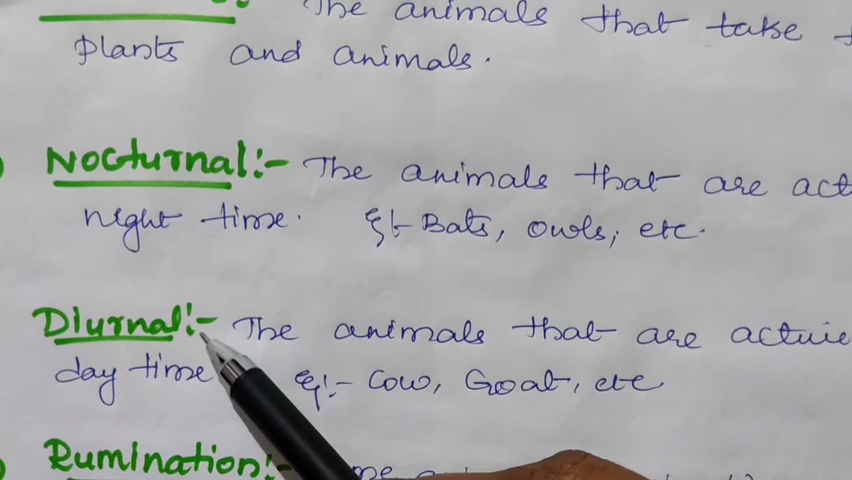 The animals that take
plants and animals.
Nocturnal:- The animals that are
night time. Eg:- Bats, Owls, etc.
Diurnal:- The animals that are active
day time Eg:- Cow, Goat, etc
Rumination:-